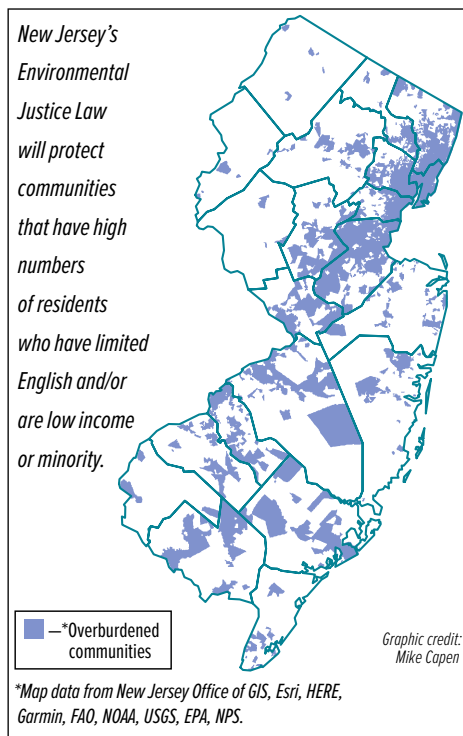 New Jersey's
Environmental
Justice Law
will protect
communities
that have high
numbers
of residents
who have limited
English and/or
are low income
or minority.
—*Overburdened
communities
Graphic credit:
Mike Capen
*Map data from New Jersey Office of GIS, Esri, HERE,
Garmin, FAO, NOAA, USGS, EPA, NPS.